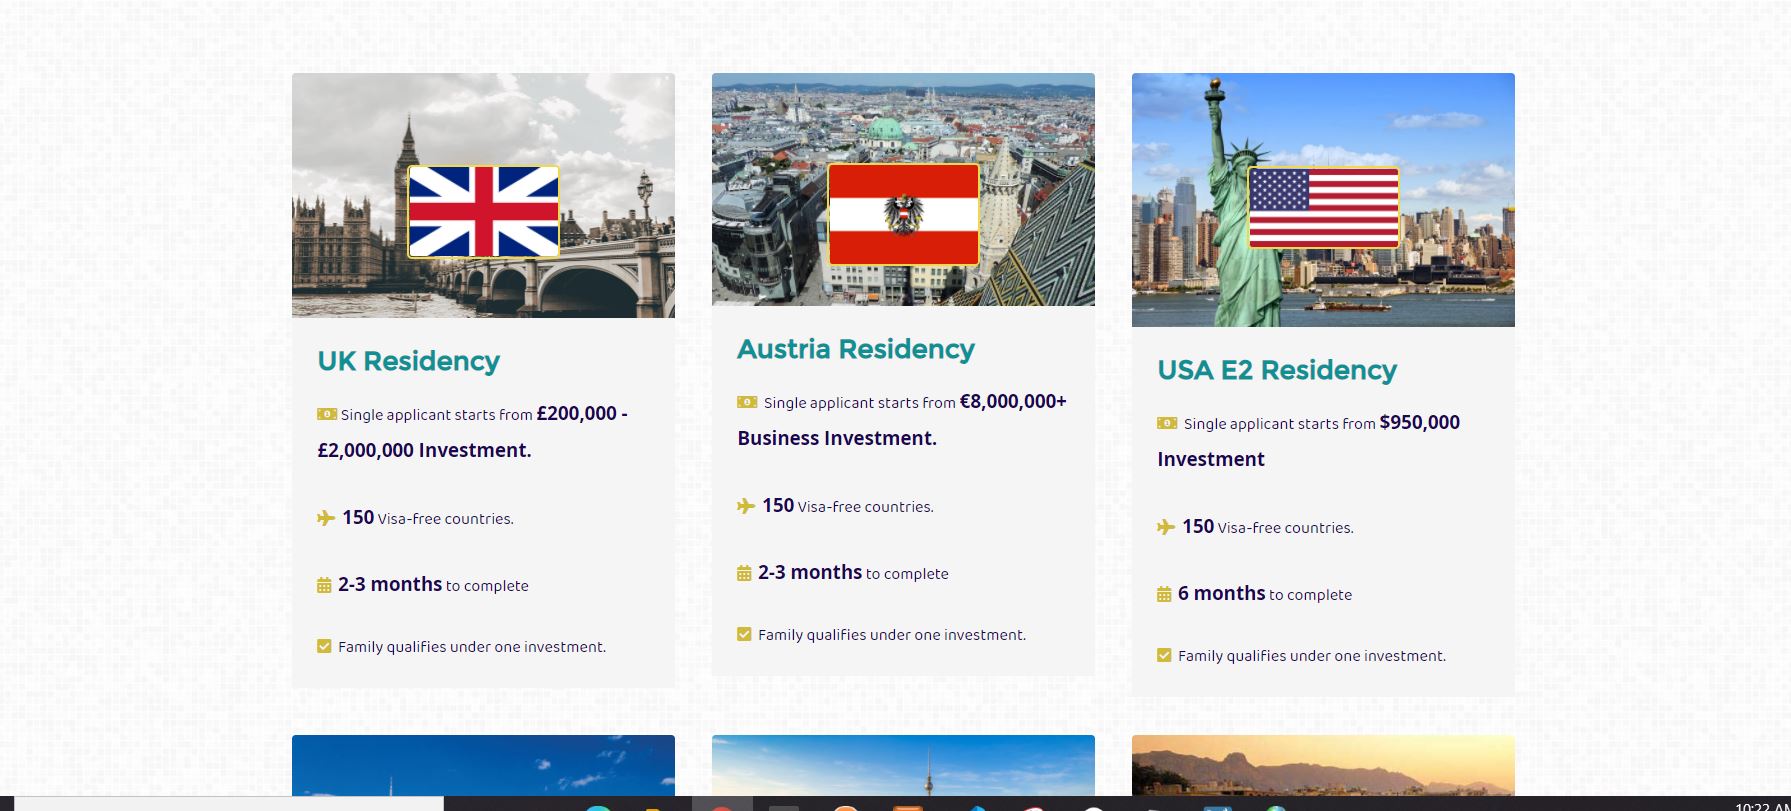 UK Residency
Single applicant starts from £200,000 -
£2,000,000 Investment.
150 Visa-free countries.
2-3 months to complete
Family qualifies under one investment.
Austria Residency
Single applicant starts from €8,000,000+
Business Investment.
150 Visa-free countries.
2-3 months to complete
Family qualifies under one investment.
USA E2 Residency
Single applicant starts from $950,000
Investment
150 Visa-free countries.
6 months to complete
Family qualifies under one investment.
10:22 AM